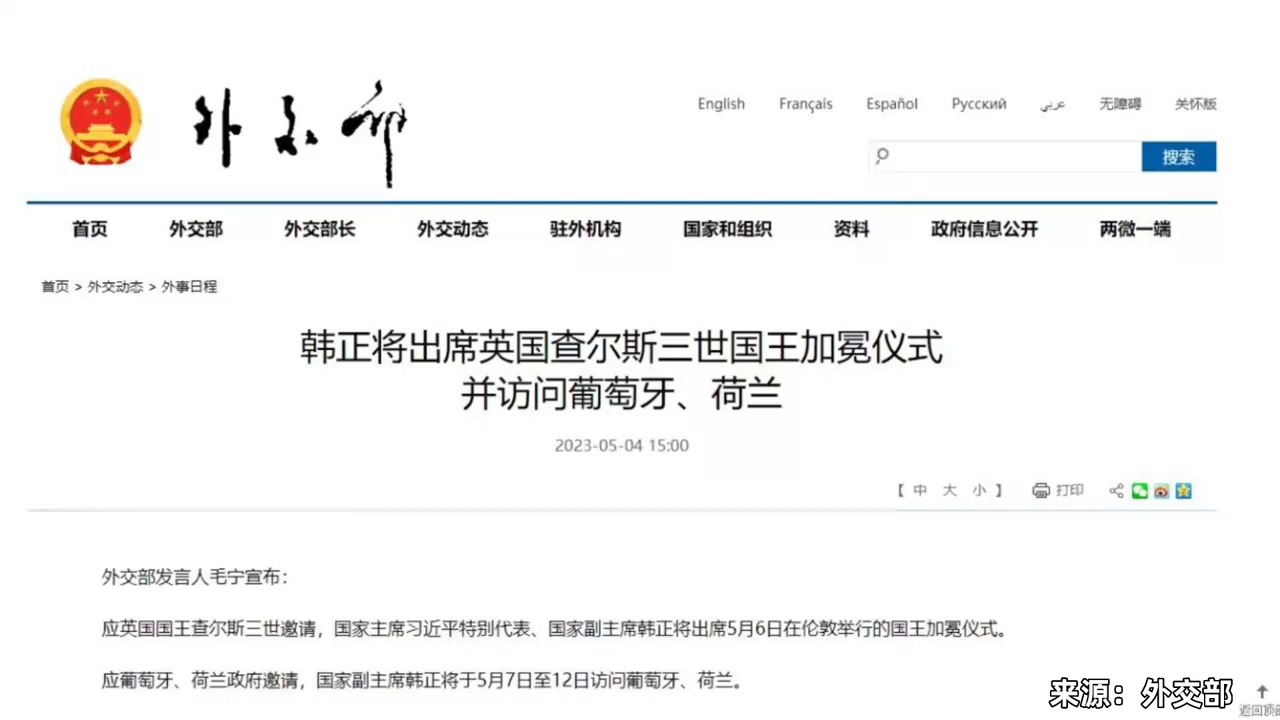 外交部
English Français Español Русский عربي 无障碍 关怀版
搜索
首页 外交部 外交部长 外交动态 驻外机构 国家和组织 资料 政府信息公开 两微一端
首页 > 外交动态 > 外事日程
韩正将出席英国查尔斯三世国王加冕仪式
并访问葡萄牙、荷兰
2023-05-04 15:00
【 中 大 小 】 打印
外交部发言人毛宁宣布：
应英国国王查尔斯三世邀请，国家主席习近平特别代表、国家副主席韩正将出席5月6日在伦敦举行的国王加冕仪式。
应葡萄牙、荷兰政府邀请，国家副主席韩正将于5月7日至12日访问葡萄牙、荷兰。
来源：外交部
返回顶部